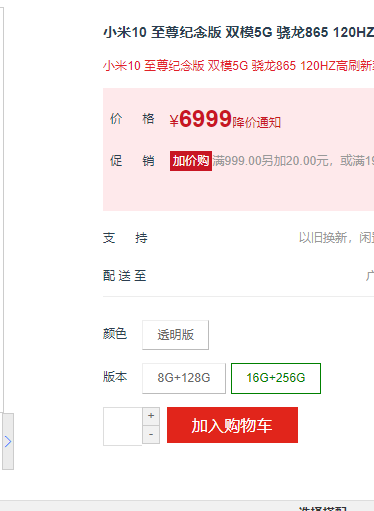 小米10 至尊纪念版 双模5G 骁龙865 120HZ
小米10 至尊纪念版 双模5G 骁龙865 120HZ高刷新
价 格 ¥6999降价通知
促 销 加价购满999.00另加20.00元，或满19
支 持 以旧换新，闲
配送至
颜色 透明版
版本 8G+128G 16G+256G
+
-
加入购物车
选择搭配